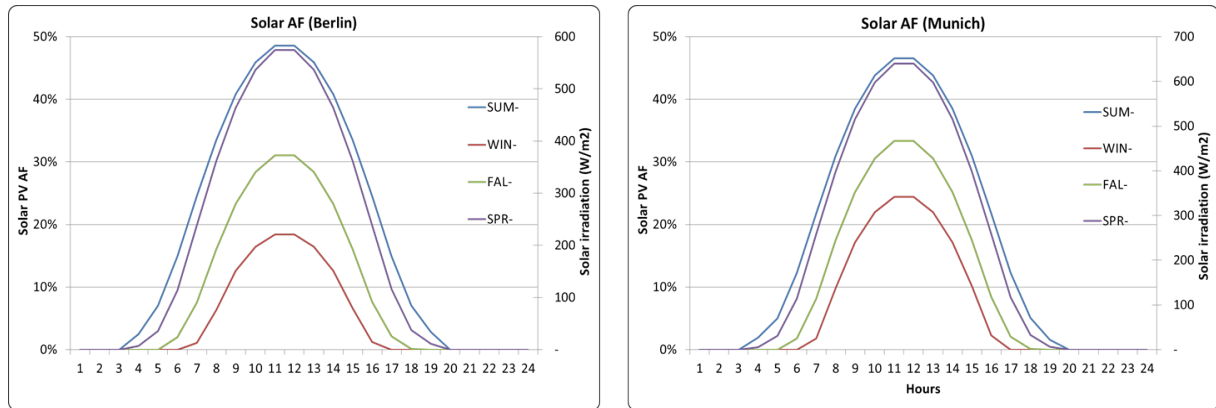 Solar AF (Berlin)
50%
40%
30%
20%
10%
0%
Solar PV AF
600
500
400
300
200
100
-
Solar irradiation (W/m2)
SUM-
WIN-
FAL-
SPR-
1 2 3 4 5 6 7 8 9 10 11 12 13 14 15 16 17 18 19 20 21 22 23 24
Solar AF (Munich)
50%
40%
30%
20%
10%
0%
Solar PV AF
700
600
500
400
300
200
100
-
Solar irradiation (W/m2)
SUM-
WIN-
FAL-
SPR-
1 2 3 4 5 6 7 8 9 10 11 12 13 14 15 16 17 18 19 20 21 22 23 24
Hours